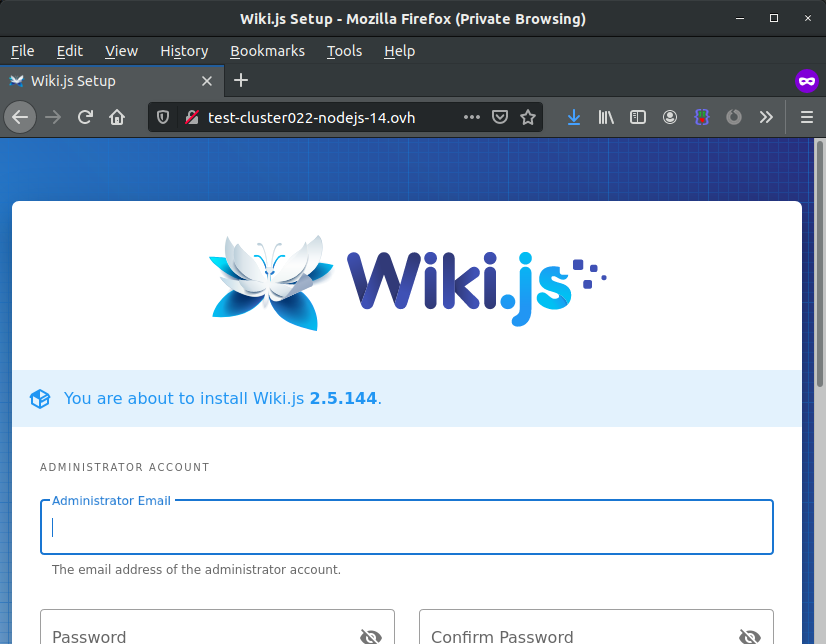 Wiki.js Setup - Mozilla Firefox (Private Browsing)
File Edit View History Bookmarks Tools Help
Wiki.js Setup
test-cluster022-nodejs-14.ovh
Wiki.js
You are about to install Wiki.js 2.5.144.
ADMINISTRATOR ACCOUNT
Administrator Email
The email address of the administrator account.
Password Confirm Password